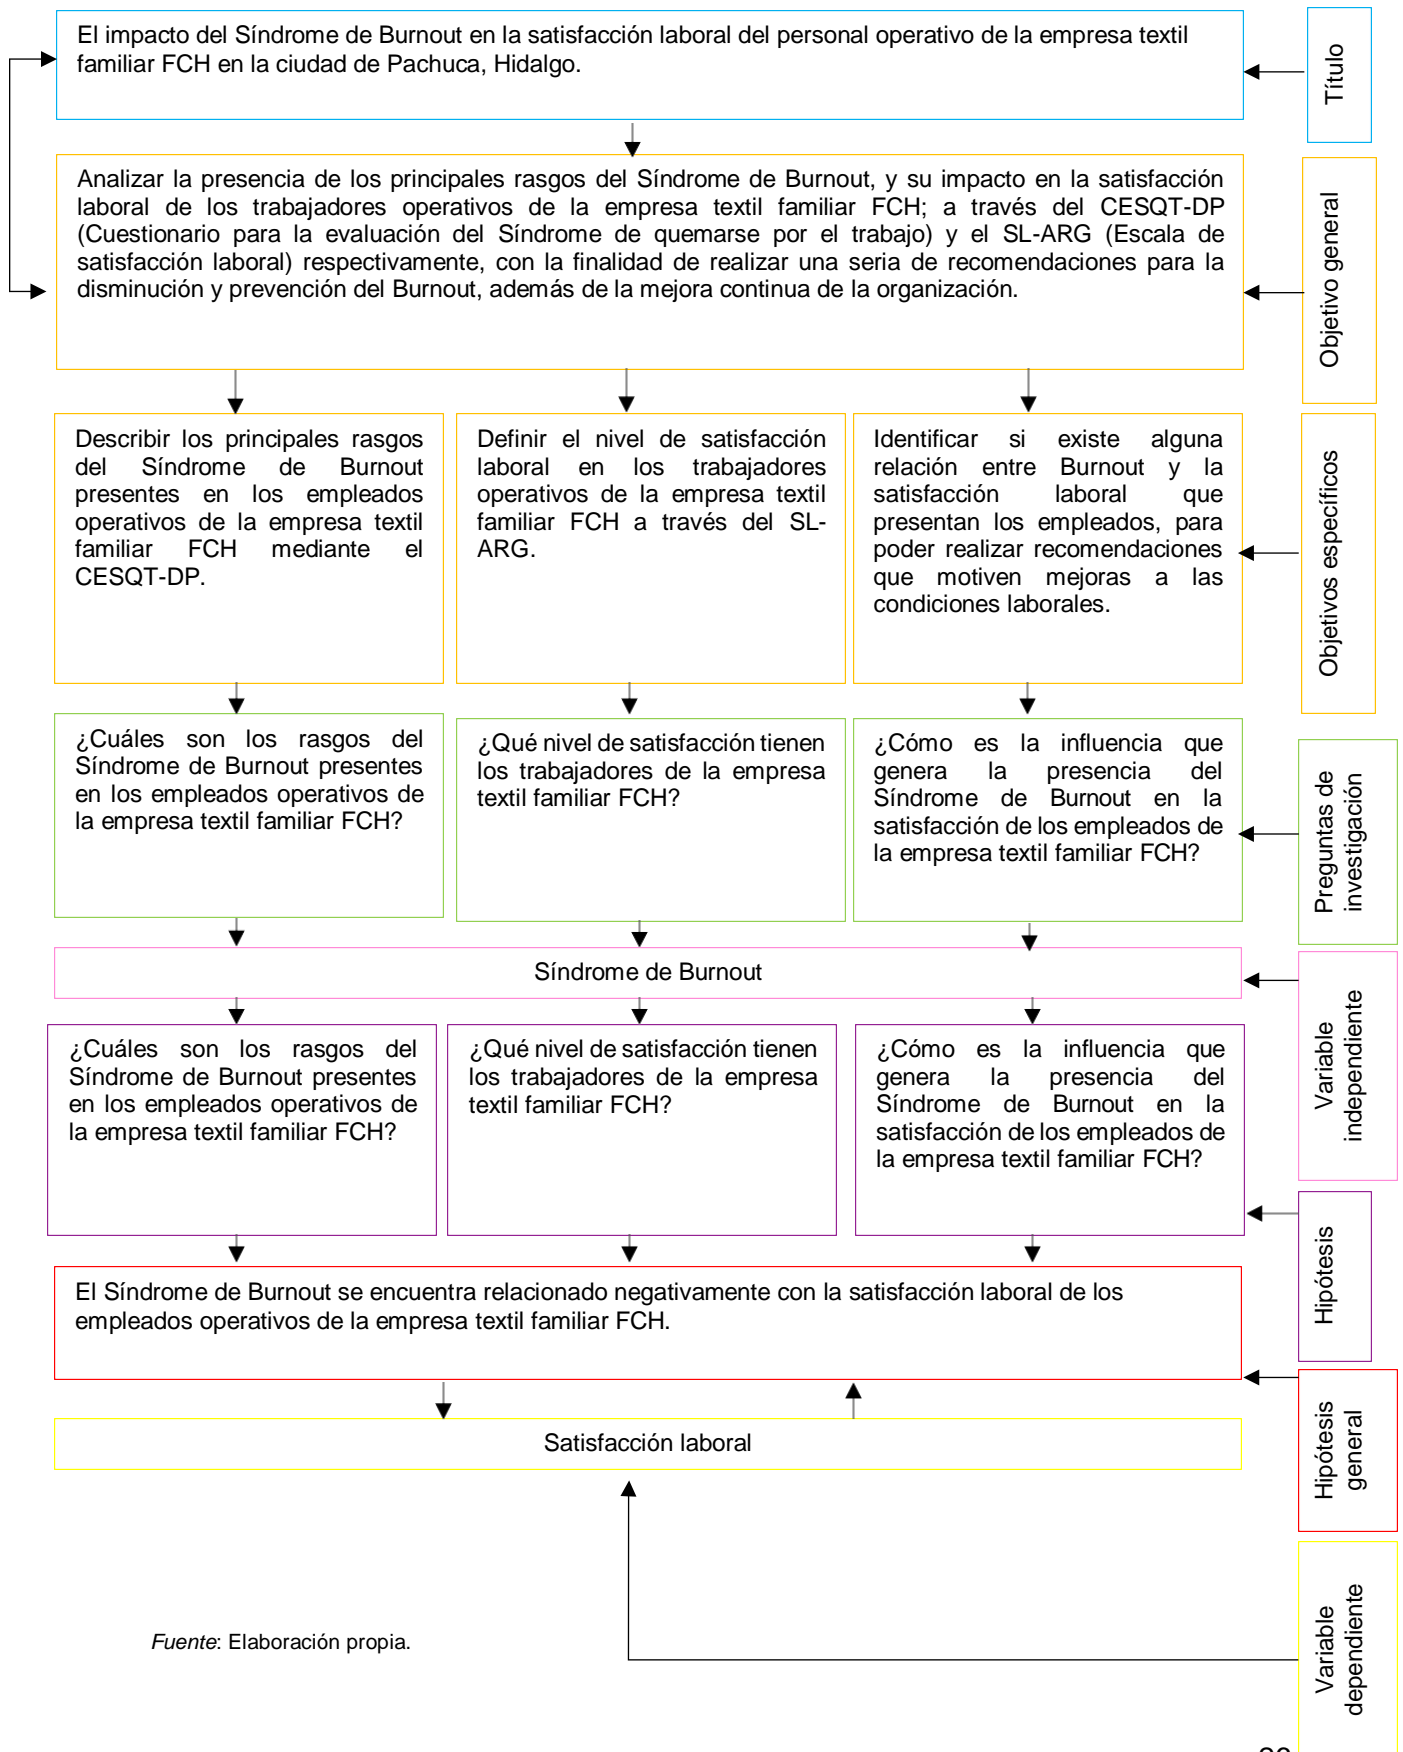 El impacto del Síndrome de Burnout en la satisfacción laboral del personal operativo de la empresa textil
familiar FCH en la ciudad de Pachuca, Hidalgo.
Título
Analizar la presencia de los principales rasgos del Síndrome de Burnout, y su impacto en la satisfacción
laboral de los trabajadores operativos de la empresa textil familiar FCH; a través del CESQT-DP
(Cuestionario para la evaluación del Síndrome de quemarse por el trabajo) y el SL-ARG (Escala de
satisfacción laboral) respectivamente, con la finalidad de realizar una seria de recomendaciones para la
disminución y prevención del Burnout, además de la mejora continua de la organización.
Objetivo general
Describir los principales rasgos
del Síndrome de Burnout
presentes en los empleados
operativos de la empresa textil
familiar FCH mediante el
CESQT-DP.
Definir el nivel de satisfacción
laboral en los trabajadores
operativos de la empresa textil
familiar FCH a través del SL-
ARG.
Identificar si existe alguna
relación entre Burnout y la
satisfacción laboral que
presentan los empleados, para
poder realizar recomendaciones
que motiven mejoras a las
condiciones laborales.
Objetivos específicos
¿Cuáles son los rasgos del
Síndrome de Burnout presentes
en los empleados operativos de
la empresa textil familiar FCH?
¿Qué nivel de satisfacción tienen
los trabajadores de la empresa
textil familiar FCH?
¿Cómo es la influencia que
genera la presencia del
Síndrome de Burnout en la
satisfacción de los empleados de
la empresa textil familiar FCH?
Preguntas de
investigación
Síndrome de Burnout
Variable
independiente
¿Cuáles son los rasgos del
Síndrome de Burnout presentes
en los empleados operativos de
la empresa textil familiar FCH?
¿Qué nivel de satisfacción tienen
los trabajadores de la empresa
textil familiar FCH?
¿Cómo es la influencia que
genera la presencia del
Síndrome de Burnout en la
satisfacción de los empleados de
la empresa textil familiar FCH?
Hipótesis
El Síndrome de Burnout se encuentra relacionado negativamente con la satisfacción laboral de los
empleados operativos de la empresa textil familiar FCH.
Hipótesis
general
Satisfacción laboral
Variable
dependiente
Fuente: Elaboración propia.